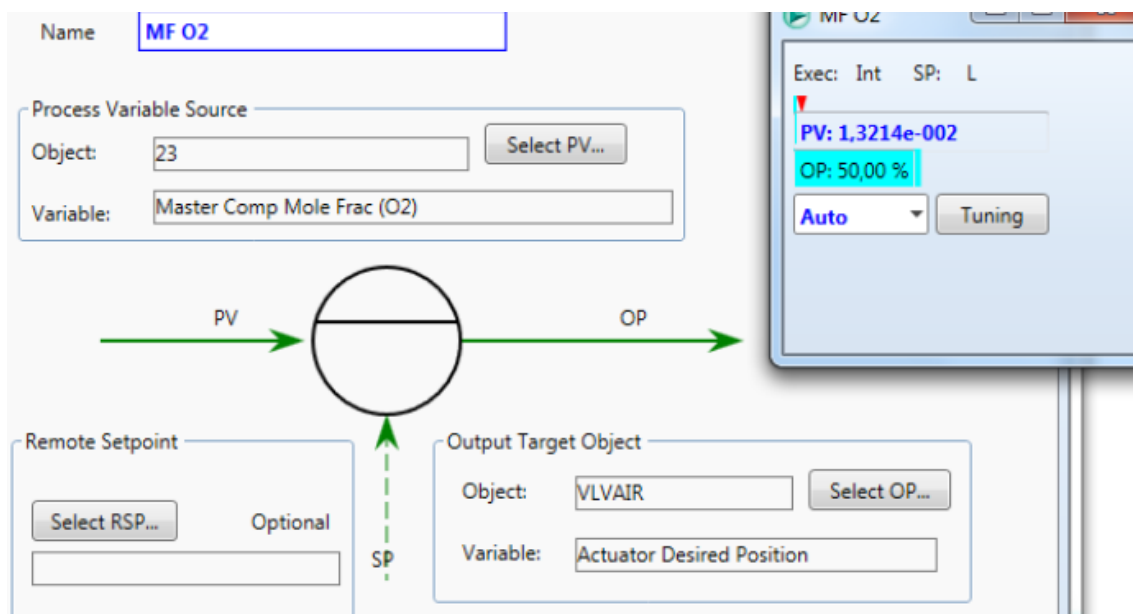 Name MF O2
Process Variable Source
Object: 23 Select PV...
Variable: Master Comp Mole Frac (O2)
PV OP
Remote Setpoint
Select RSP... Optional
SP
Output Target Object
Object: VLVAIR Select OP...
Variable: Actuator Desired Position
MF O2
Exec: Int SP: L
PV: 1,3214e-002
OP: 50,00 %
Auto Tuning